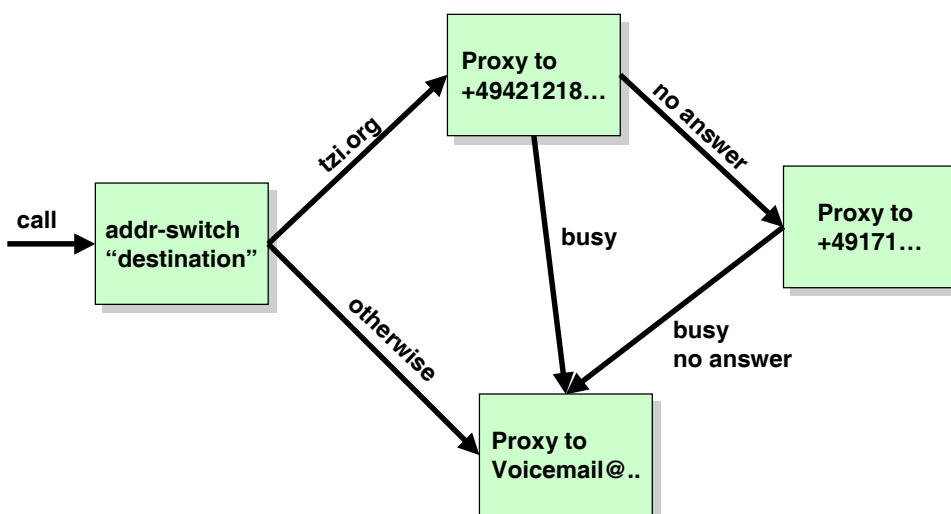 Proxy to
+49421218…
no answer
tzi.org
Proxy to
+49171…
call
addr-switch
“destination”
busy
otherwise
busy
no answer
Proxy to
Voicemail@..